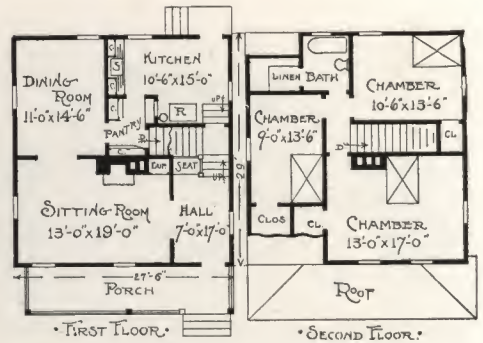 KITCHEN
10'-6"x15'-0"
DINING
ROOM
11'-0"x14'-6"
C
S
C
C
PANTRY
R
UP
CUP.
SEAT
UP
SITTING ROOM
13'-0"x19'-0"
HALL
7'-0"x17'-0"
27'-6"
29'
PORCH
•FIRST FLOOR•
LINEN
BATH
CHAMBER
10'-6"x13'-6"
CHAMBER
9'-0"x13'-6"
D
CL
CLOS
CL.
CHAMBER
13'-0"x17'-0"
ROOF
•SECOND FLOOR•